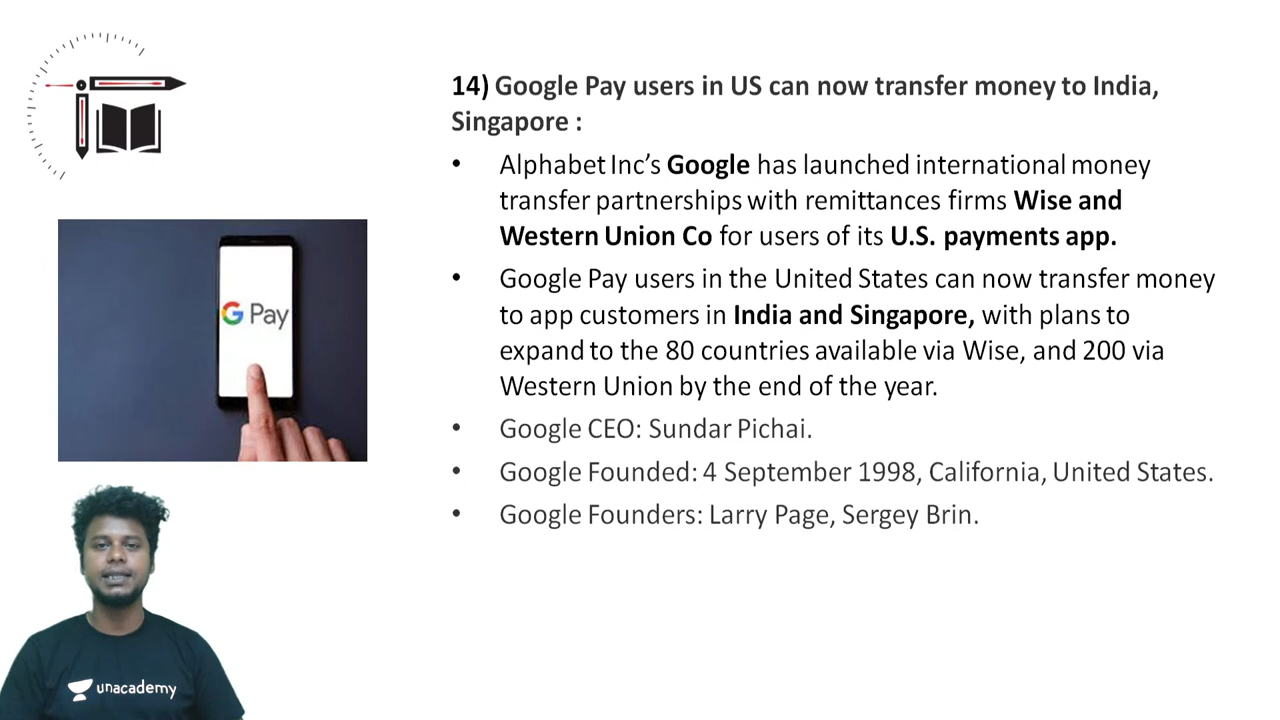 14) Google Pay users in US can now transfer money to India,
Singapore :
• Alphabet Inc’s Google has launched international money
transfer partnerships with remittances firms Wise and
Western Union Co for users of its U.S. payments app.
• Google Pay users in the United States can now transfer money
to app customers in India and Singapore, with plans to
expand to the 80 countries available via Wise, and 200 via
Western Union by the end of the year.
• Google CEO: Sundar Pichai.
• Google Founded: 4 September 1998, California, United States.
• Google Founders: Larry Page, Sergey Brin.
G Pay
unacademy